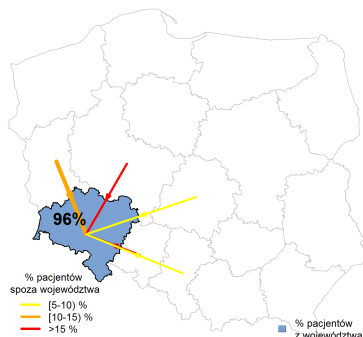 96%
% pacjentów
spoza województwa
[5-10) %
[10-15) %
>15 %
% pacjentów
z województwa